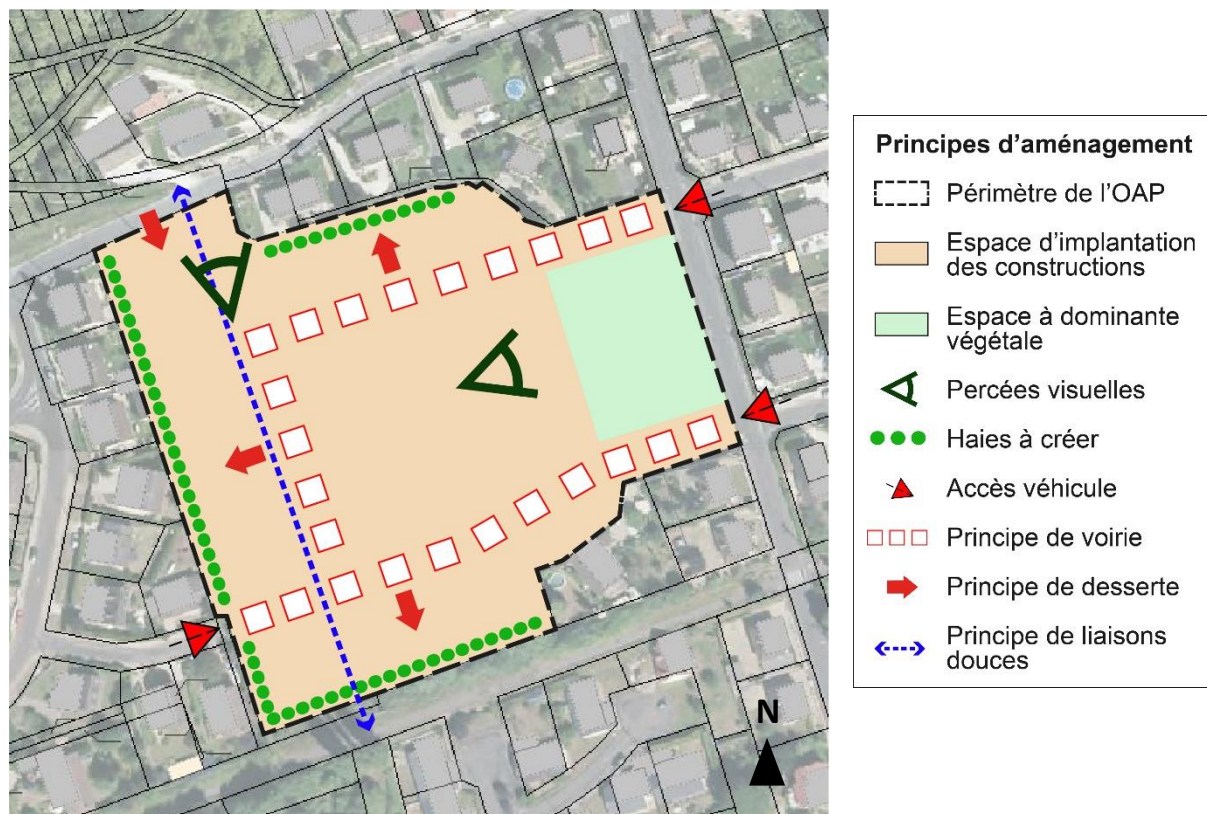 Principes d’aménagement
Périmètre de l’OAP
Espace d’implantation
des constructions
Espace à dominante
végétale
Percées visuelles
Haies à créer
Accès véhicule
Principe de voirie
Principe de desserte
Principe de liaisons
douces
N